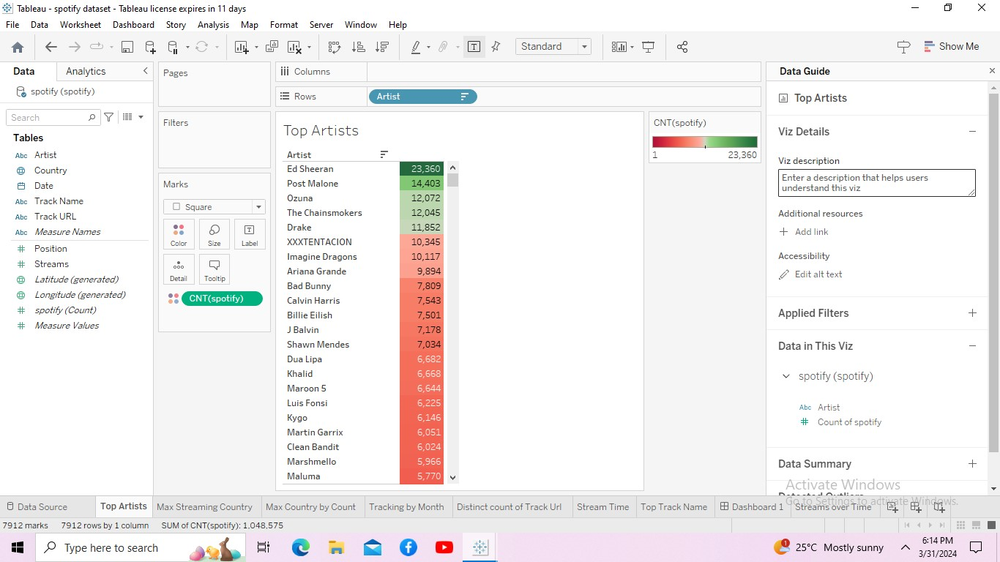 Tableau - spotify dataset - Tableau license expires in 11 days
File Data Worksheet Dashboard Story Analysis Map Format Server Window Help
Standard
Show Me
Data Analytics
spotify (spotify)
Search
Tables
Abc Artist
Country
Date
Abc Track Name
Abc Track URL
Abc Measure Names
Position
Streams
Latitude (generated)
Longitude (generated)
spotify (Count)
Measure Values
Pages
Filters
Marks
Square
Color Size Label
Detail Tooltip
CNT(spotify)
Columns
Rows Artist
Top Artists
Artist
Ed Sheeran 23,360
Post Malone 14,403
Ozuna 12,072
The Chainsmokers 12,045
Drake 11,852
XXXTENTACION 10,345
Imagine Dragons 10,117
Ariana Grande 9,894
Bad Bunny 7,809
Calvin Harris 7,543
Billie Eilish 7,501
J Balvin 7,178
Shawn Mendes 7,034
Dua Lipa 6,682
Khalid 6,668
Maroon 5 6,644
Luis Fonsi 6,225
Kygo 6,146
Martin Garrix 6,051
Clean Bandit 6,024
Marshmello 5,966
Maluma 5,770
CNT(spotify)
1 23,360
Data Guide
Top Artists
Viz Details
Viz description
Enter a description that helps users
understand this viz
Additional resources
Add link
Accessibility
Edit alt text
Applied Filters
Data in This Viz
spotify (spotify)
Abc Artist
Count of spotify
Data Summary
Detected Outliers
Activate Windows
Go to Settings to activate Windows.
Data Source Top Artists Max Streaming Country Max Country by Count Tracking by Month Distinct count of Track Url Stream Time Top Track Name Dashboard 1 Streams over Time
7912 marks 7912 rows by 1 column SUM of CNT(spotify): 1.048.575
Type here to search
1 25°C Mostly sunny
6:14 PM
3/31/2024